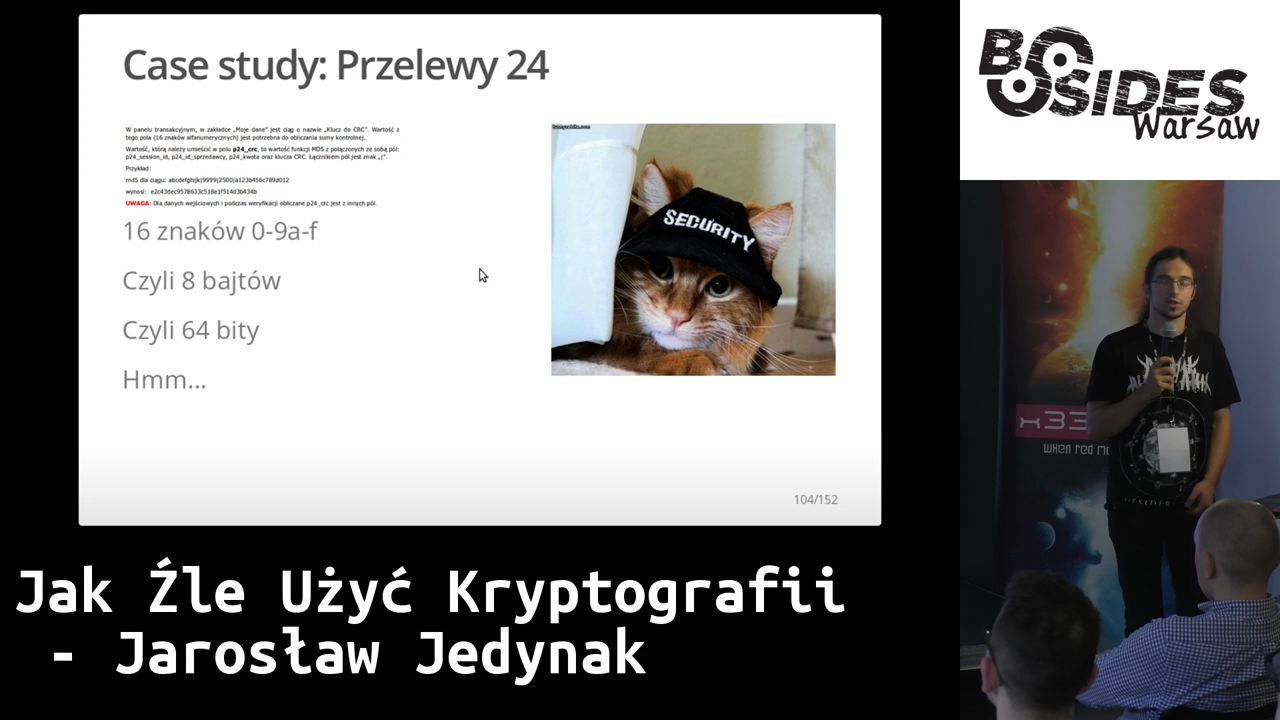 Case study: Przelewy 24
W panelu transakcyjnym, w zakładce „Moje dane” jest ciąg o nazwie „Klucz do CRC”. Wartość z
tego pola (16 znaków alfanumerycznych) jest potrzebna do obliczania sumy kontrolnej.
Wartość, którą należy umieścić w polu p24_crc, to wartość funkcji MD5 z połączonych ze sobą pól:
p24_session_id, p24_id_sprzedawcy, p24_kwota oraz klucza CRC. Łącznikiem pól jest znak „|”.
Przykład:
md5 dla ciągu: abcdefghijk|9999|2500|a123b456c789d012
wynosi: e2c43dec9578633c518e1f514d3b434b
UWAGA: Dla danych wejściowych i podczas weryfikacji obliczane p24_crc jest z innych pól.
16 znaków 0-9a-f
Czyli 8 bajtów
Czyli 64 bity
Hmm...
SECURITY
104/152
BSIDES
Warsaw
x33
when red
Jak Źle Użyć Kryptografii
- Jarosław Jedynak